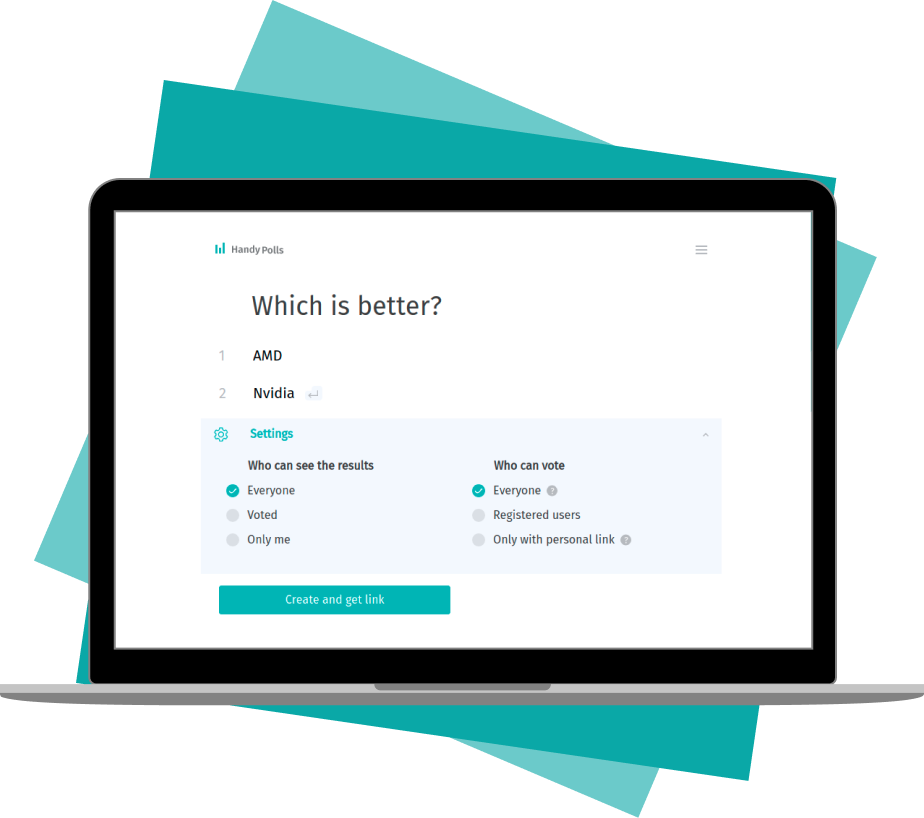 Handy Polls
Which is better?
1 AMD
2 Nvidia
Settings
Who can see the results Who can vote
Everyone Everyone ?
Voted Registered users
Only me Only with personal link ?
Create and get link